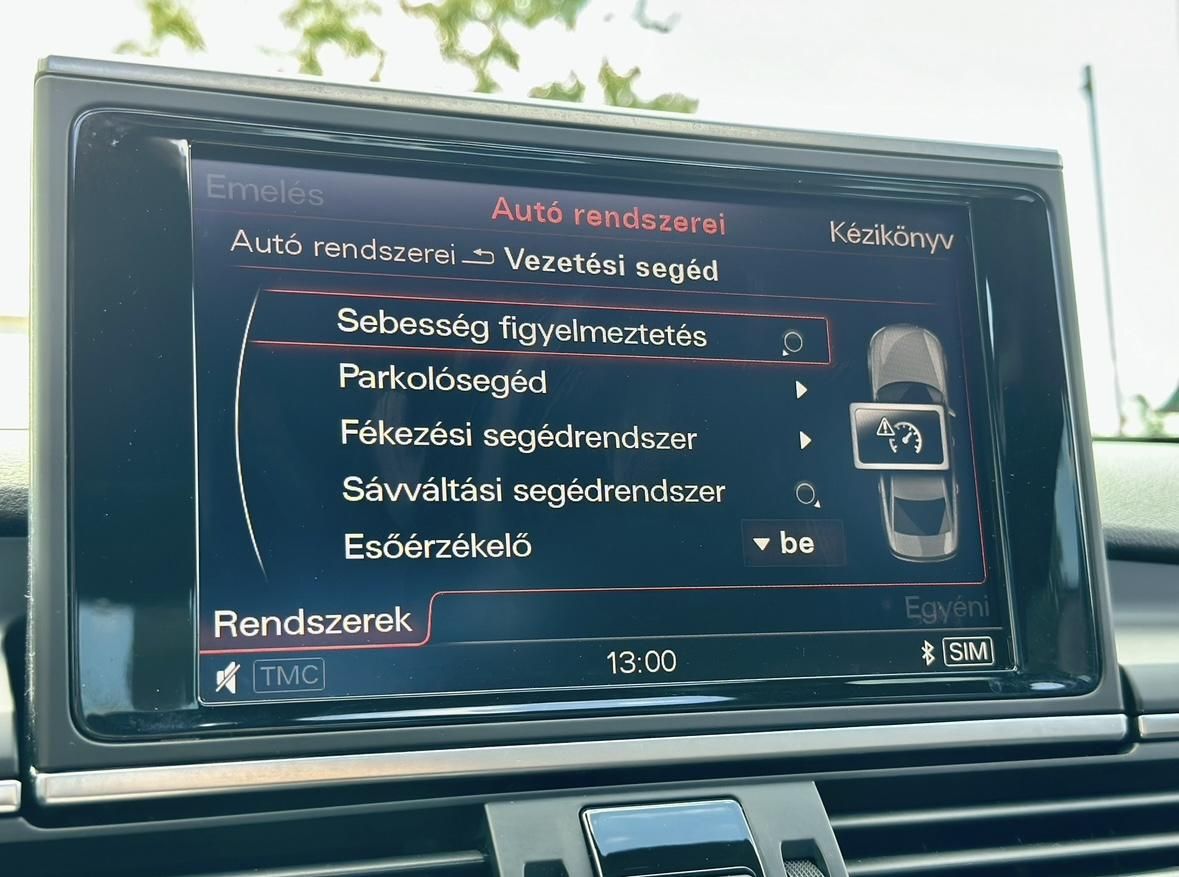 Emelés
Autó rendszerei
Kézikönyv
Autó rendszerei Vezetési segéd
Sebesség figyelmeztetés
Parkolósegéd
Fékezési segédrendszer
Sávváltási segédrendszer
Esőérzékelő be
Rendszerek
Egyéni
TMC 13:00 SIM